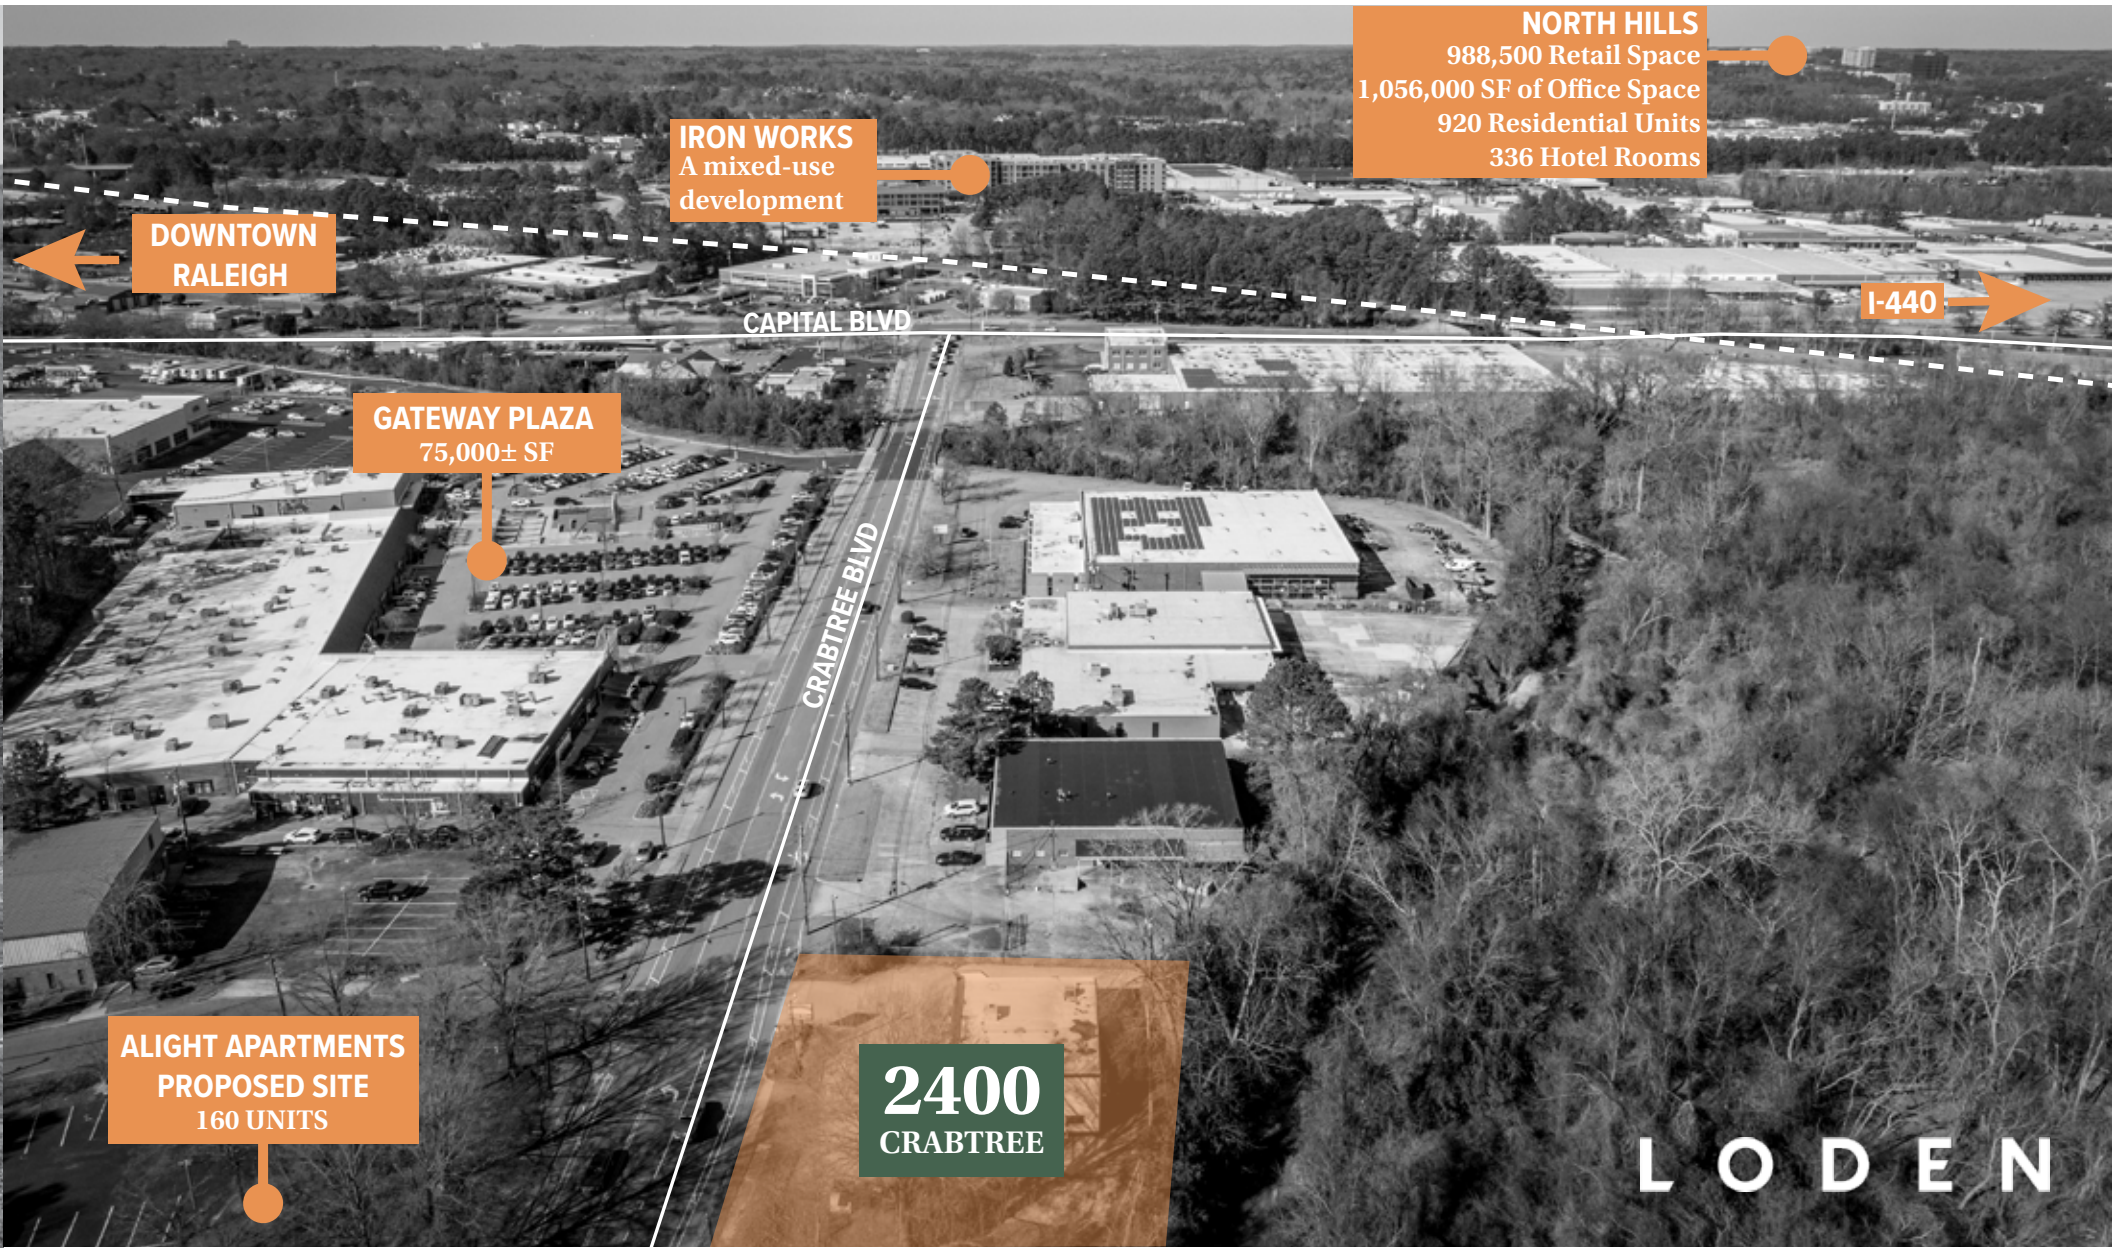 NORTH HILLS
988,500 Retail Space
1,056,000 SF of Office Space
920 Residential Units
336 Hotel Rooms
IRON WORKS
A mixed-use
development
DOWNTOWN
RALEIGH
I-440
CAPITAL BLVD
GATEWAY PLAZA
75,000± SF
CRABTREE BLVD
ALIGHT APARTMENTS
PROPOSED SITE
160 UNITS
2400
CRABTREE
LODEN